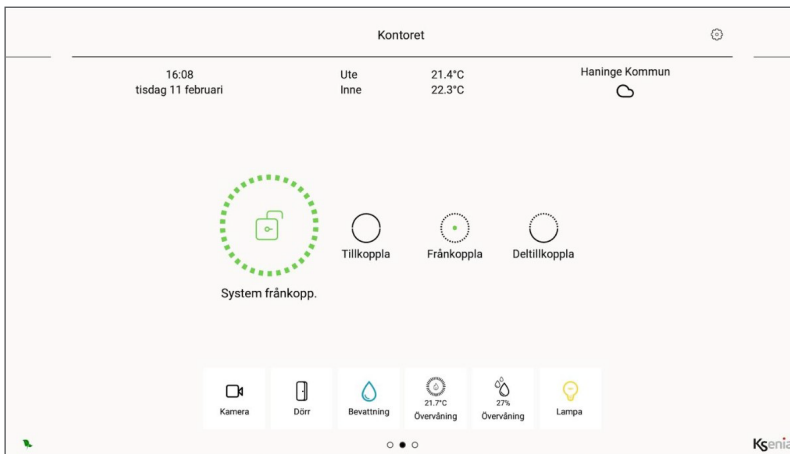 Kontoret
16:08
tisdag 11 februari
Ute 21.4°C
Inne 22.3°C
Haninge Kommun
Tillkoppla
Frånkoppla
Deltillkoppla
System frånkopp.
Kamera
Dörr
Bevattning
21.7°C
Övervåning
27%
Övervåning
Lampa
Ksenia